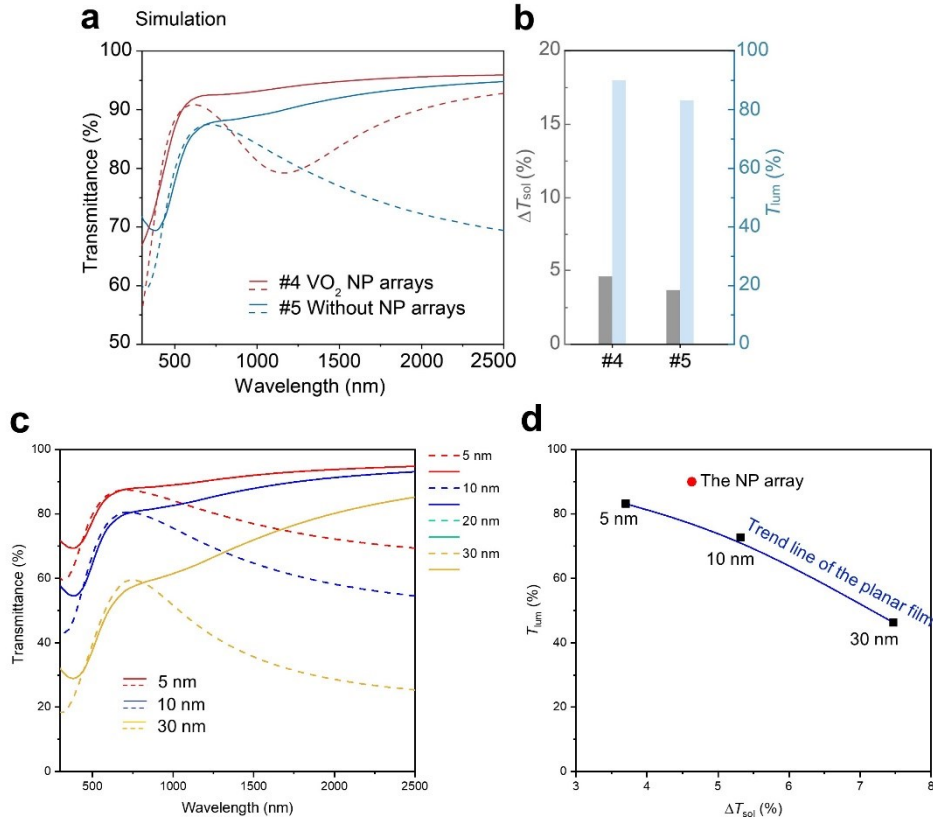 a Simulation
100
90
80
70
60
50
Transmittance (%)
#4 VO₂ NP arrays
#5 Without NP arrays
500 1000 1500 2000 2500
Wavelength (nm)
b
20
15
10
5
0
ΔTsol (%)
100
80
60
40
20
0
Tlum (%)
#4 #5
c
100
80
60
40
20
0
Transmittance (%)
5 nm
10 nm
20 nm
30 nm
5 nm
10 nm
30 nm
500 1000 1500 2000 2500
Wavelength (nm)
d
100
80
60
40
20
0
Tlum (%)
The NP array
5 nm
10 nm
30 nm
Trend line of the planar film
3 4 5 6 7 8
ΔTsol (%)